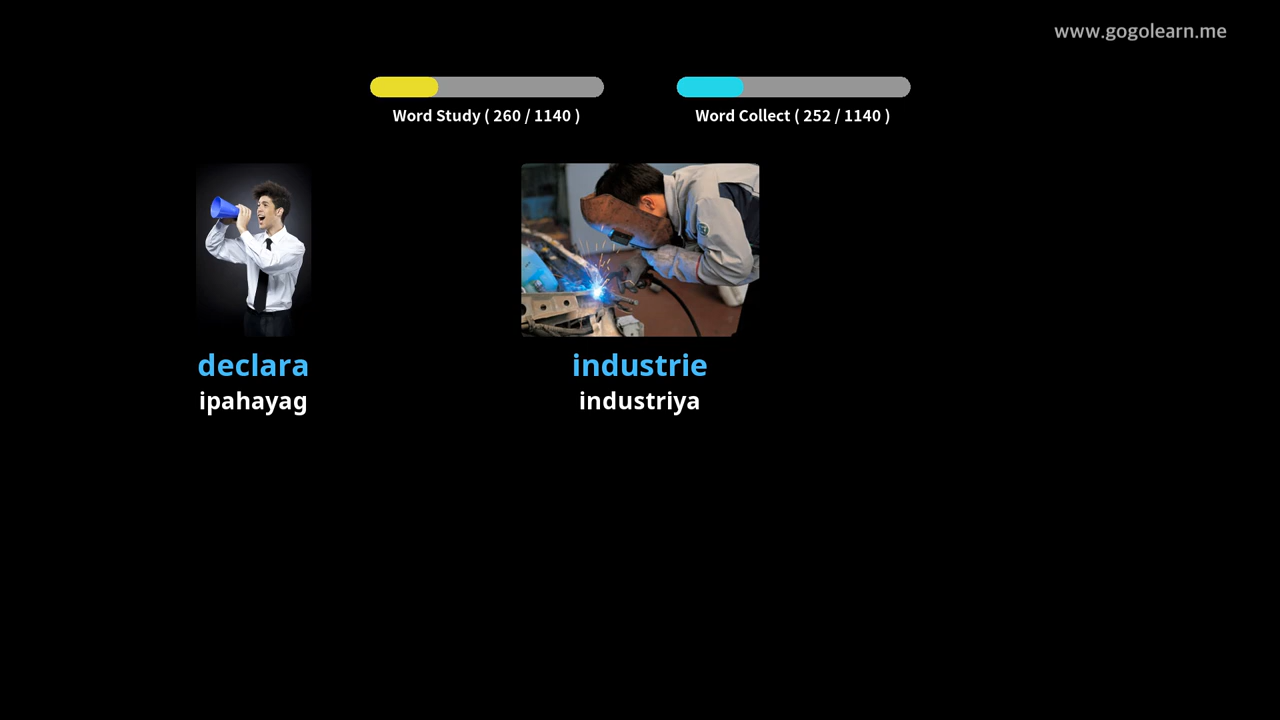 www.gogolearn.me
Word Study ( 260 / 1140 )
Word Collect ( 252 / 1140 )
declara
ipahayag
industrie
industriya